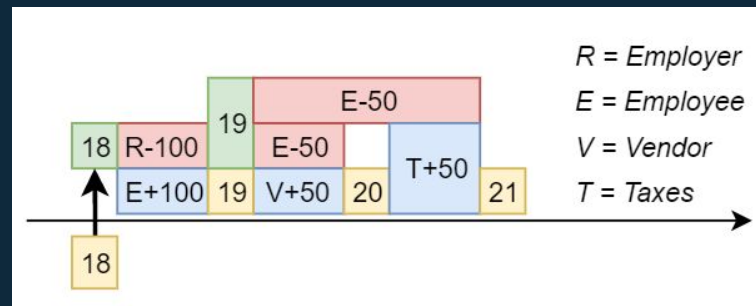 E-50
R = Employer
E = Employee
V = Vendor
T = Taxes
18 R-100 19 E-50
E+100 19 V+50 20 T+50 21
18